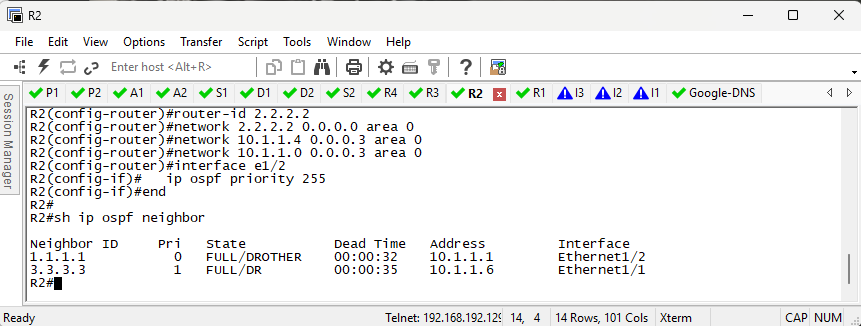 R2
File Edit View Options Transfer Script Tools Window Help
Enter host <Alt+R>
Session Manager
P1 P2 A1 A2 S1 D1 D2 S2 R4 R3 R2 R1 I3 I2 I1 Google-DNS
R2(config-router)#router-id 2.2.2.2
R2(config-router)#network 2.2.2.2 0.0.0.0 area 0
R2(config-router)#network 10.1.1.4 0.0.0.3 area 0
R2(config-router)#network 10.1.1.0 0.0.0.3 area 0
R2(config-router)#interface e1/2
R2(config-if)#   ip ospf priority 255
R2(config-if)#end
R2#
R2#sh ip ospf neighbor
Neighbor ID     Pri   State           Dead Time   Address         Interface
1.1.1.1           0   FULL/DROTHER    00:00:32    10.1.1.1        Ethernet1/2
3.3.3.3           1   FULL/DR         00:00:35    10.1.1.6        Ethernet1/1
R2#
Ready Telnet: 192.168.192.129 14, 4 14 Rows, 101 Cols Xterm CAP NUM